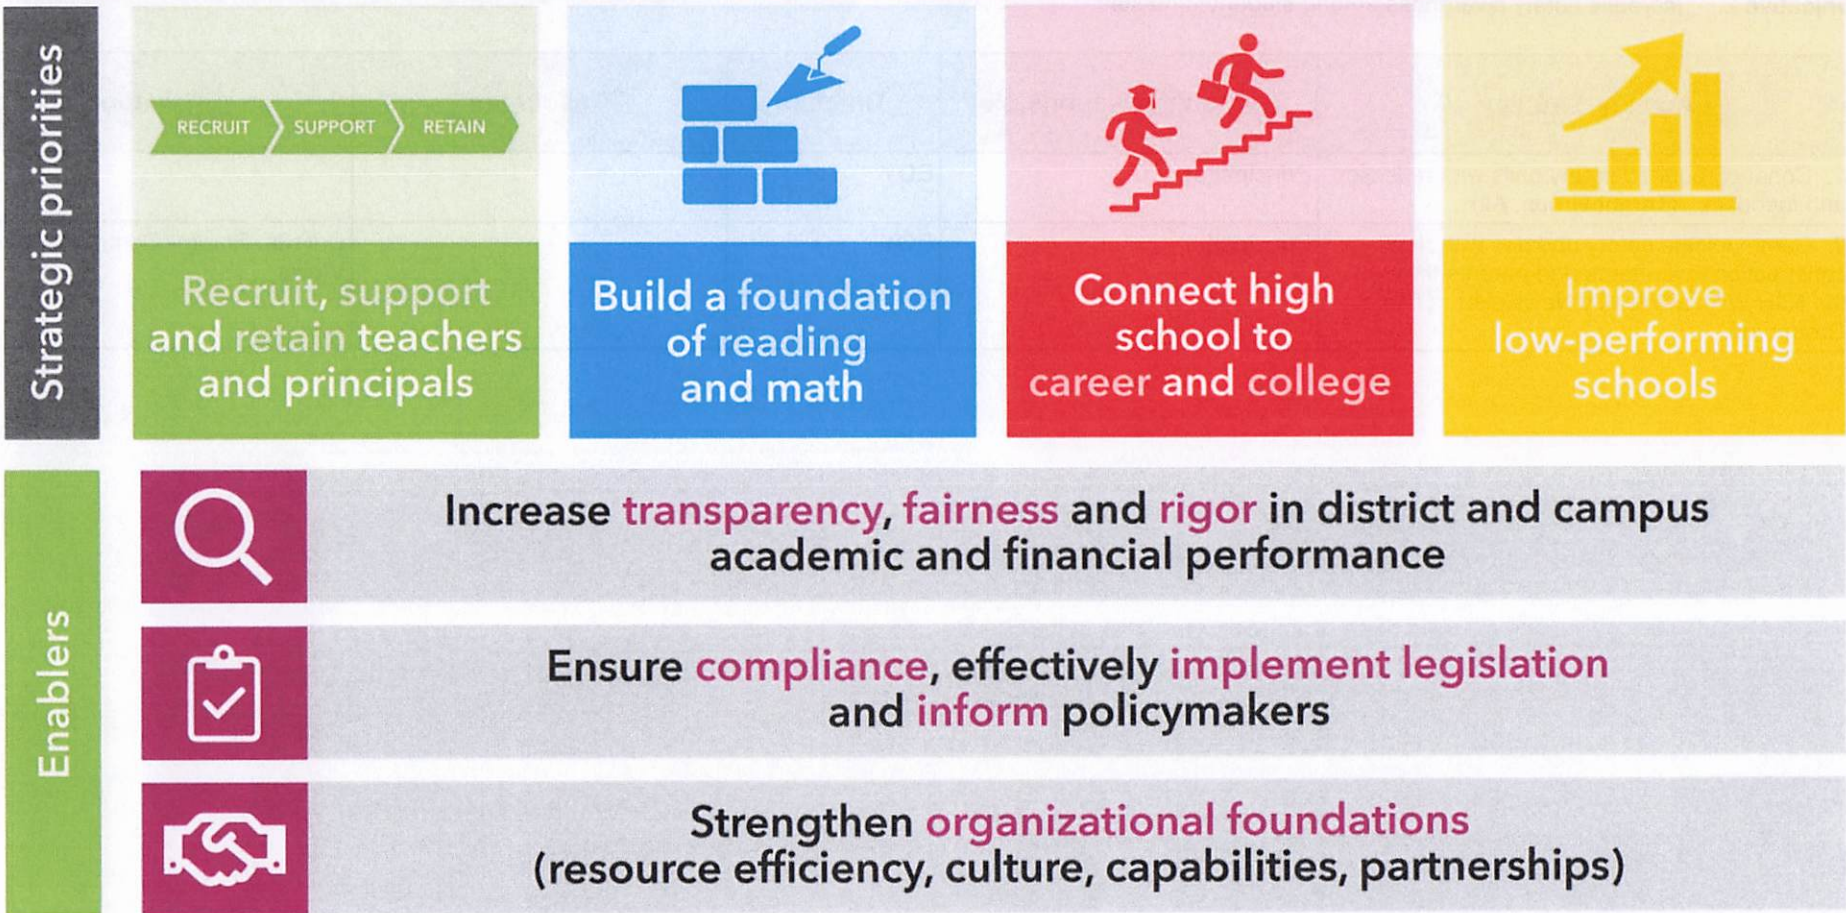 Strategic priorities
RECRUIT
SUPPORT
RETAIN
Recruit, support
and retain teachers
and principals
Build a foundation
of reading
and math
Connect high
school to
career and college
Improve
low-performing
schools
Enablers
Increase transparency, fairness and rigor in district and campus
academic and financial performance
Ensure compliance, effectively implement legislation
and inform policymakers
Strengthen organizational foundations
(resource efficiency, culture, capabilities, partnerships)